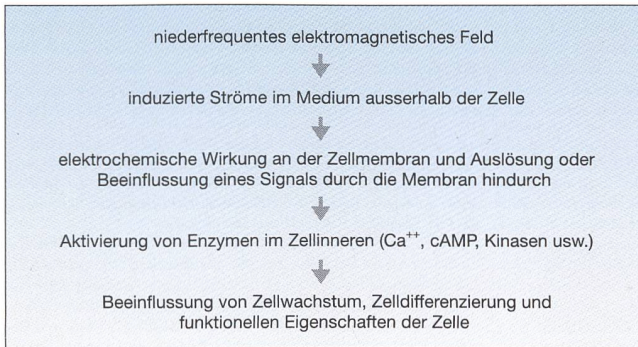 niederfrequentes elektromagnetisches Feld
induzierte Ströme im Medium ausserhalb der Zelle
elektrochemische Wirkung an der Zellmembran und Auslösung oder
Beeinflussung eines Signals durch die Membran hindurch
Aktivierung von Enzymen im Zellinneren (Ca⁺⁺, cAMP, Kinasen usw.)
Beeinflussung von Zellwachstum, Zelldifferenzierung und
funktionellen Eigenschaften der Zelle